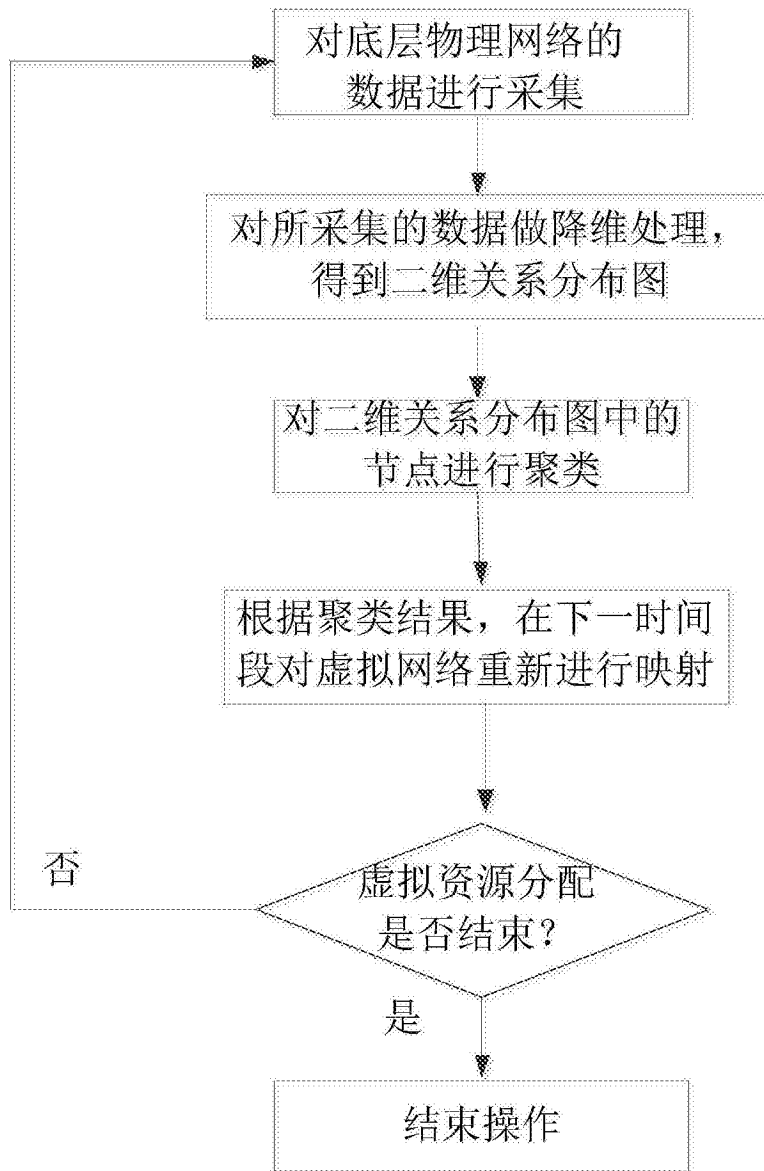 对底层物理网络的
数据进行采集
对所采集的数据做降维处理，
得到二维关系分布图
对二维关系分布图中的
节点进行聚类
根据聚类结果，在下一时间
段对虚拟网络重新进行映射
否
虚拟资源分配
是否结束？
是
结束操作